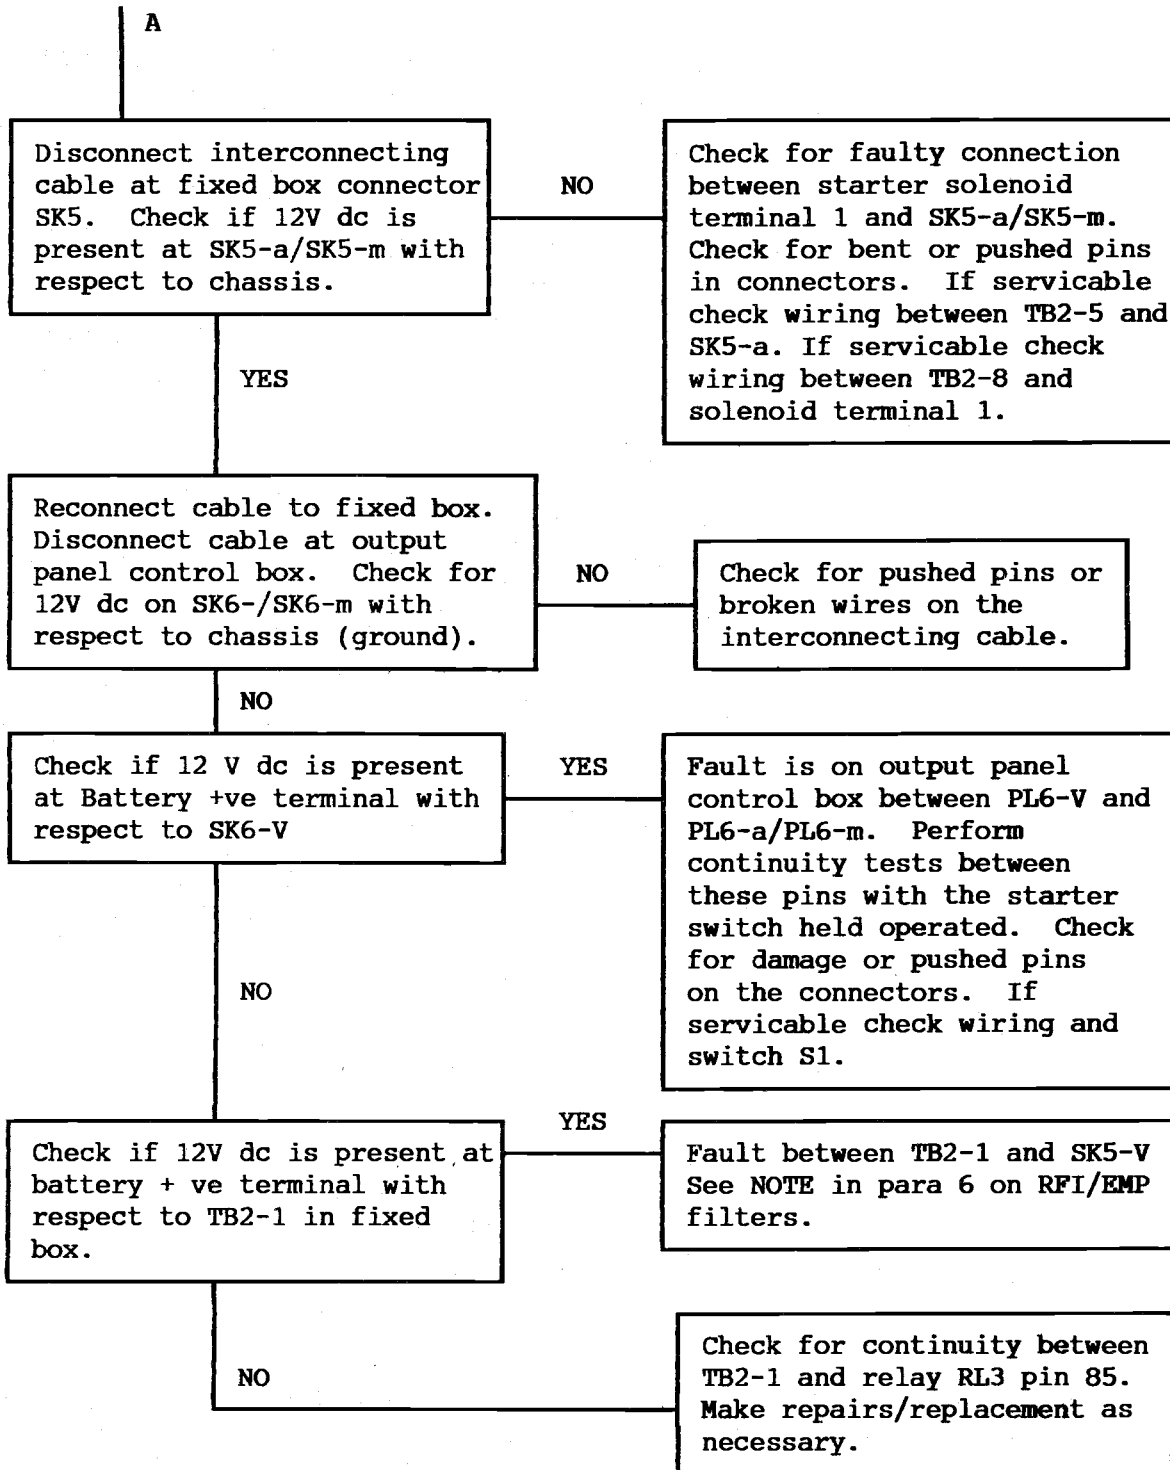 A
Disconnect interconnecting
cable at fixed box connector
SK5. Check if 12V dc is
present at SK5-a/SK5-m with
respect to chassis.
NO
Check for faulty connection
between starter solenoid
terminal 1 and SK5-a/SK5-m.
Check for bent or pushed pins
in connectors. If servicable
check wiring between TB2-5 and
SK5-a. If servicable check
wiring between TB2-8 and
solenoid terminal 1.
YES
Reconnect cable to fixed box.
Disconnect cable at output
panel control box. Check for
12V dc on SK6-/SK6-m with
respect to chassis (ground).
NO
Check for pushed pins or
broken wires on the
interconnecting cable.
NO
Check if 12 V dc is present
at Battery +ve terminal with
respect to SK6-V
YES
Fault is on output panel
control box between PL6-V and
PL6-a/PL6-m. Perform
continuity tests between
these pins with the starter
switch held operated. Check
for damage or pushed pins
on the connectors. If
servicable check wiring and
switch S1.
NO
Check if 12V dc is present at
battery + ve terminal with
respect to TB2-1 in fixed
box.
YES
Fault between TB2-1 and SK5-V
See NOTE in para 6 on RFI/EMP
filters.
NO
Check for continuity between
TB2-1 and relay RL3 pin 85.
Make repairs/replacement as
necessary.